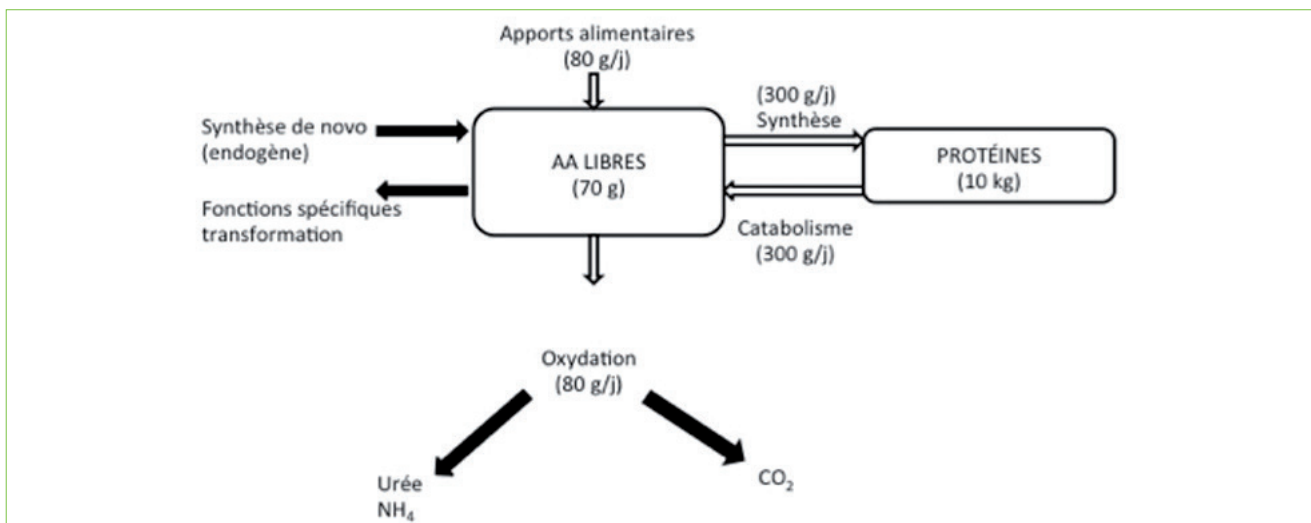 Apports alimentaires
(80 g/j)
(300 g/j)
Synthèse
Synthèse de novo
(endogène)
AA LIBRES
(70 g)
PROTÉINES
(10 kg)
Fonctions spécifiques
transformation
Catabolisme
(300 g/j)
Oxydation
(80 g/j)
Urée
NH₄
CO₂